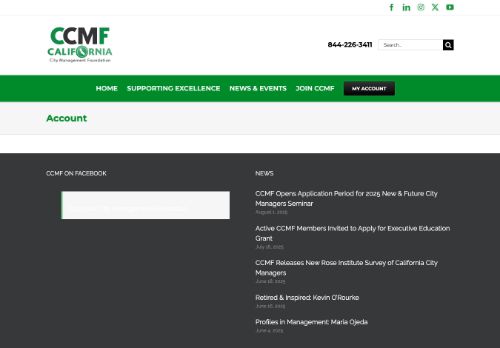 CCMF
CALIFORNIA
City Management Foundation
844-226-3411
Search...
HOME
SUPPORTING EXCELLENCE
NEWS & EVENTS
JOIN CCMF
MY ACCOUNT
Account
CCMF ON FACEBOOK
NEWS
CCMF Opens Application Period for 2025 New & Future City
Managers Seminar
August 1, 2025
Active CCMF Members Invited to Apply for Executive Education
Grant
July 18, 2025
CCMF Releases New Rose Institute Survey of California City
Managers
June 18, 2025
Retired & Inspired: Kevin O'Rourke
June 16, 2025
Profiles in Management: Maria Ojeda
June 4, 2025